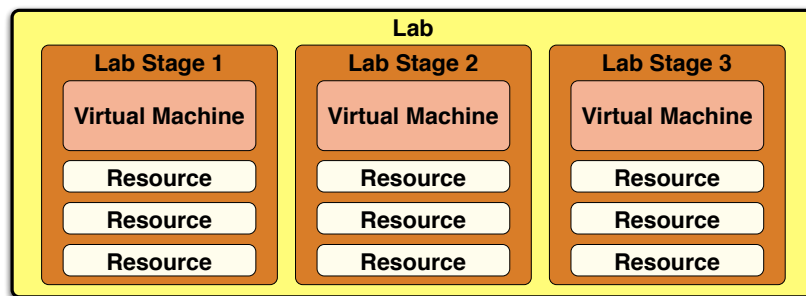 Lab
Lab Stage 1
Virtual Machine
Resource
Resource
Resource
Lab Stage 2
Virtual Machine
Resource
Resource
Resource
Lab Stage 3
Virtual Machine
Resource
Resource
Resource